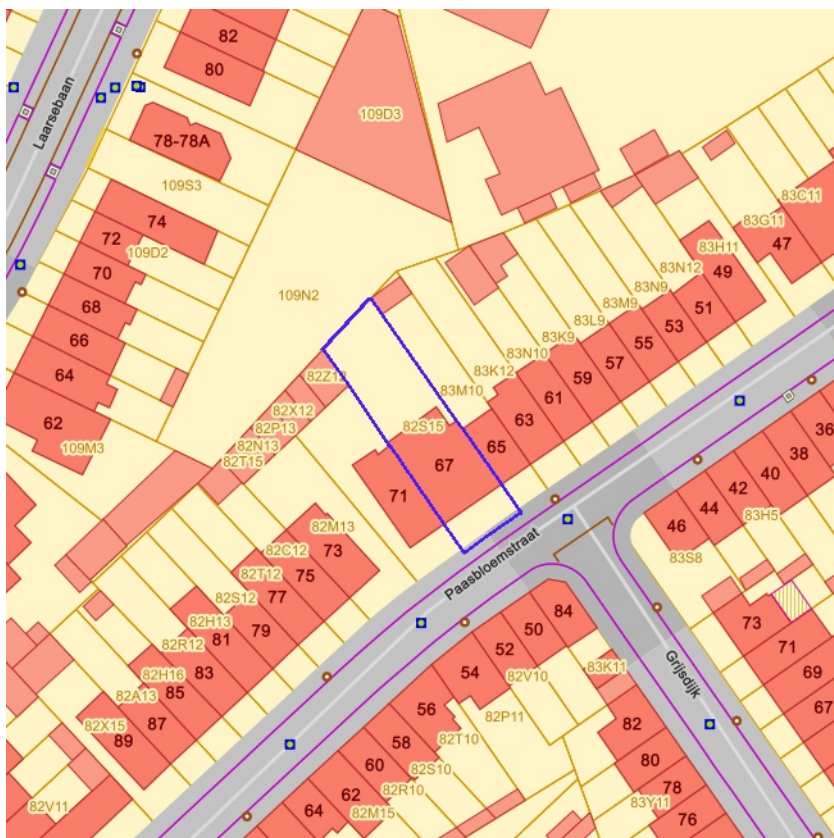 Laarsebaan
82
80
109D3
78-78A
109S3
74
72
109D2
70
68
66
64
62
109M3
109N2
83C11
83G11
47
83H11
49
83N12
51
83N9
53
83M9
55
83L9
57
83K9
59
83N10
61
83K12
63
83M10
65
82S15
67
71
82Z12
82X12
82P13
82N13
82T15
82M13
73
82C12
75
82T12
77
82S12
79
82H13
81
82R12
83
82H16
85
82A13
87
82X15
89
82V11
Paasbloemstraat
36
38
40
42
44
46
83H5
83S8
73
71
69
67
Grijsdijk
84
50
52
54
82V10
83K11
82P11
56
82T10
58
82S10
60
82R10
62
82M15
64
82
80
78
83Y11
76